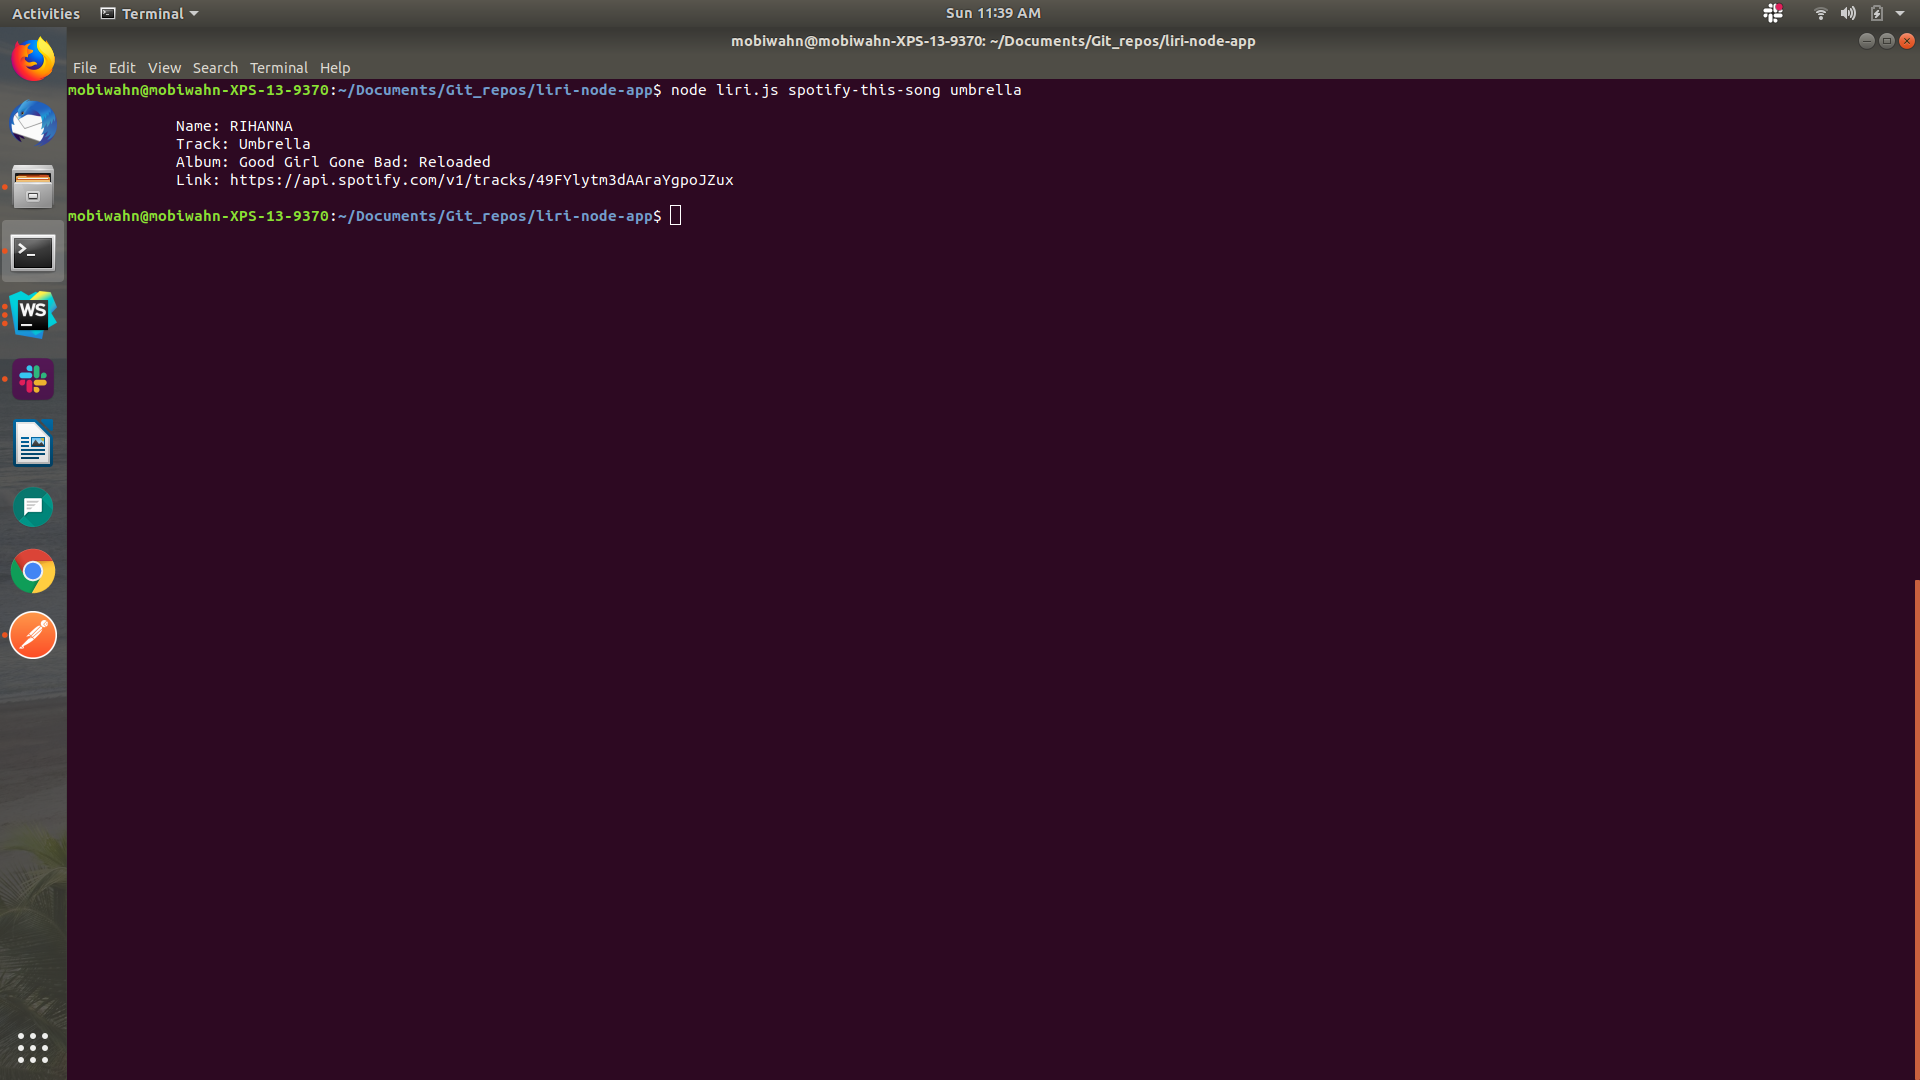 Activities
Terminal
Sun 11:39 AM
mobiwahn@mobiwahn-XPS-13-9370: ~/Documents/Git_repos/liri-node-app
File Edit View Search Terminal Help
mobiwahn@mobiwahn-XPS-13-9370:~/Documents/Git_repos/liri-node-app$ node liri.js spotify-this-song umbrella
Name: RIHANNA
Track: Umbrella
Album: Good Girl Gone Bad: Reloaded
Link: https://api.spotify.com/v1/tracks/49FYlytm3dAAraYgpoJZux
mobiwahn@mobiwahn-XPS-13-9370:~/Documents/Git_repos/liri-node-app$
>_
WS